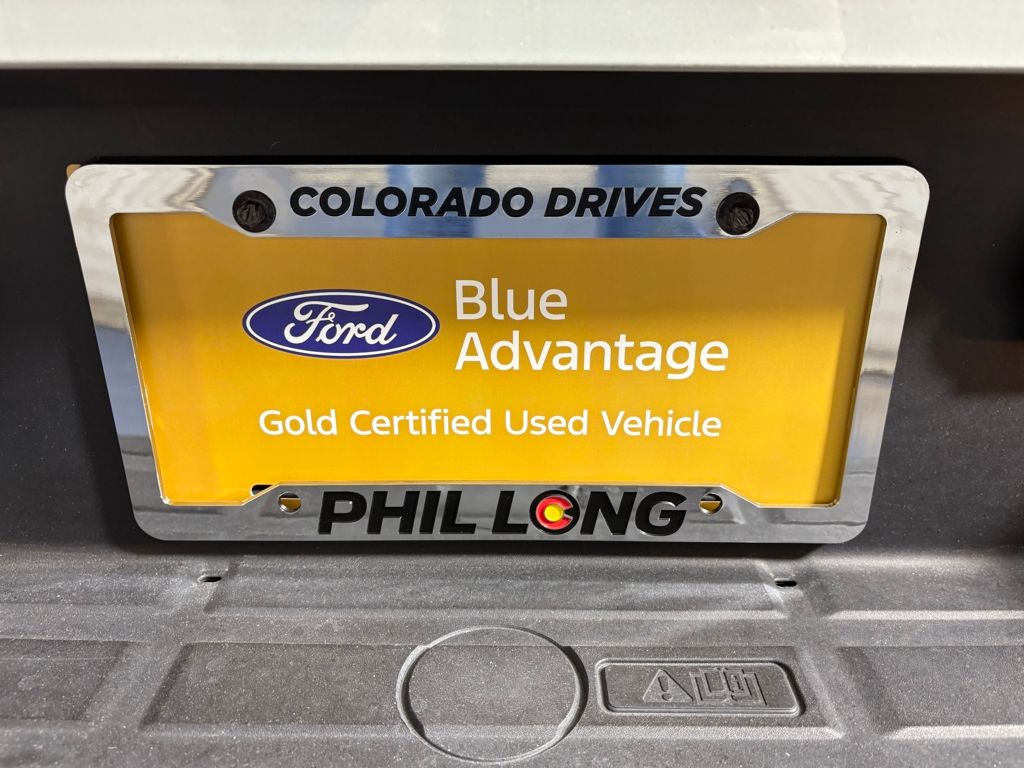 COLORADO DRIVES
Ford
Blue
Advantage
Gold Certified Used Vehicle
PHIL LONG